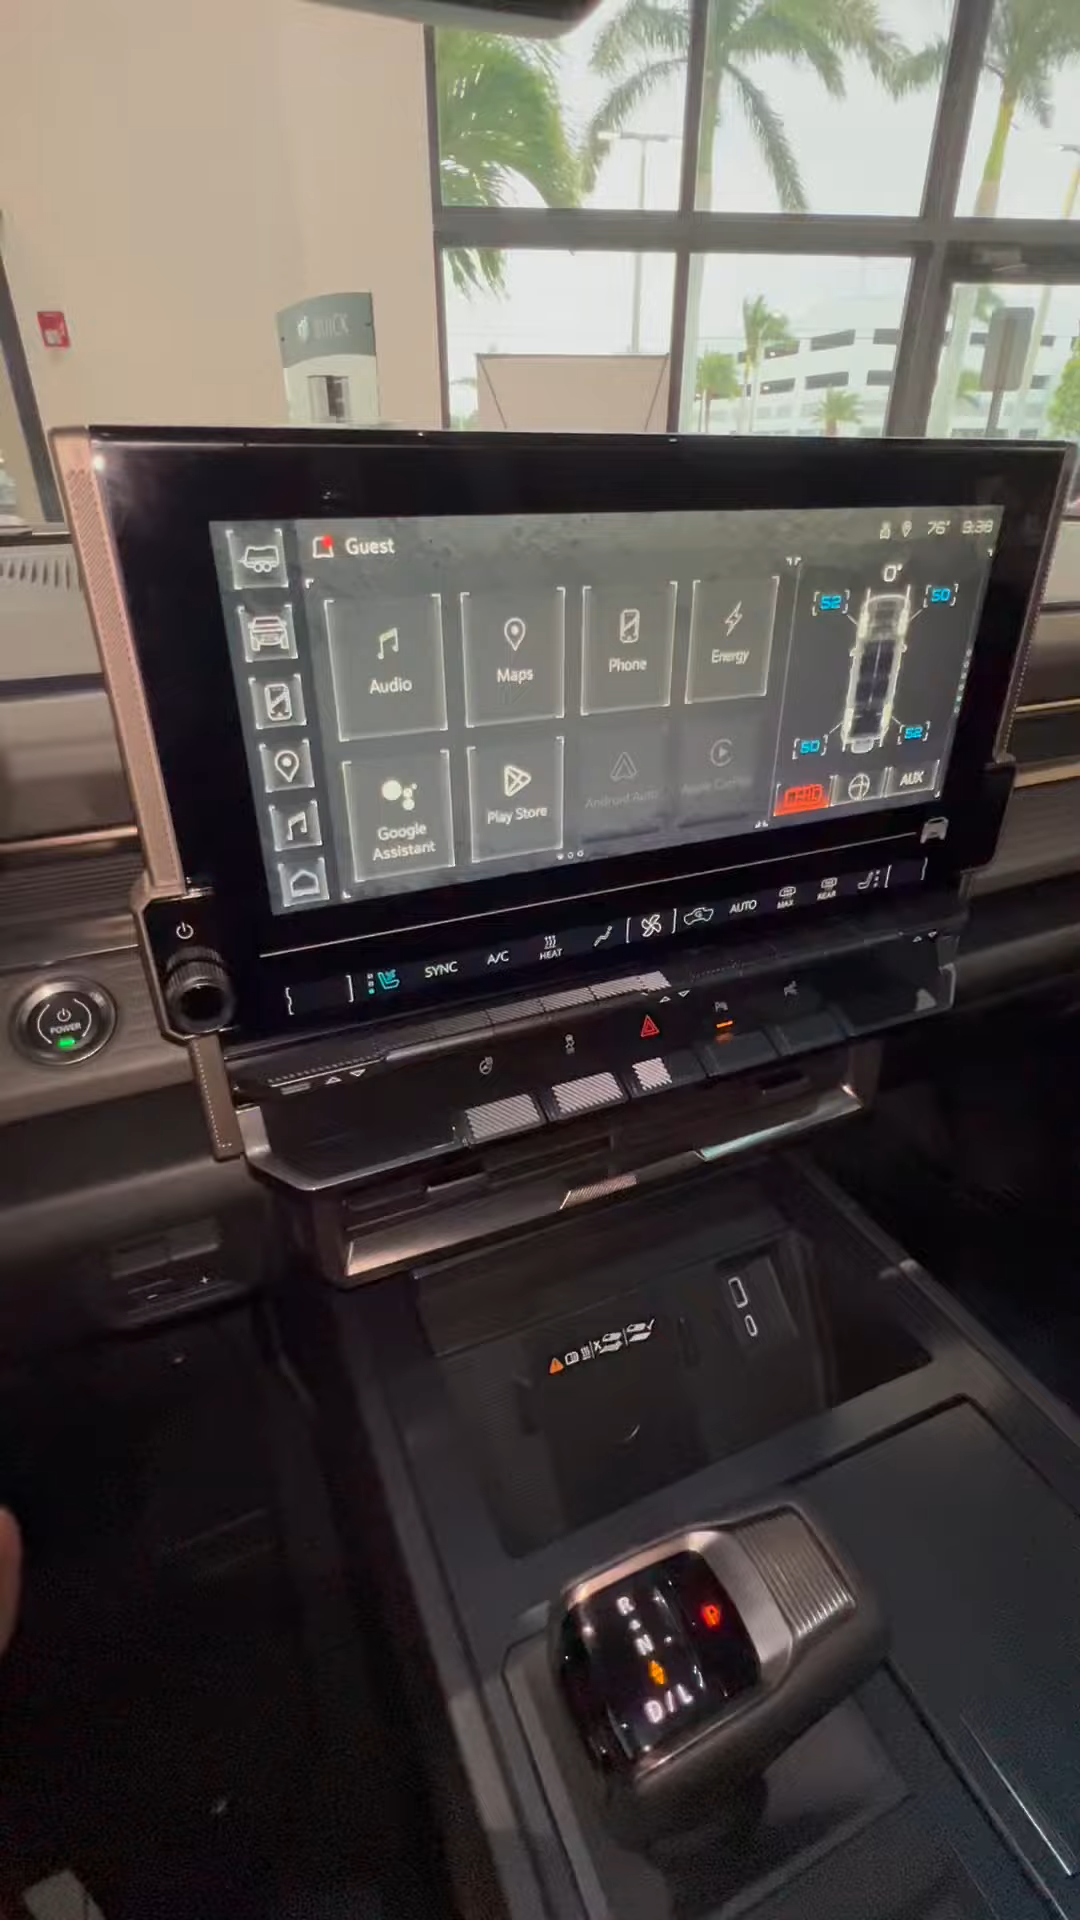 BUICK
Guest
76° 9:38
Audio
Maps
Phone
Energy
Google
Assistant
Play Store
Android Auto
Apple CarPlay
0°
52
50
50
52
AUX
SYNC
A/C
HEAT
AUTO
MAX
REAR
POWER
R
N
D/L
P